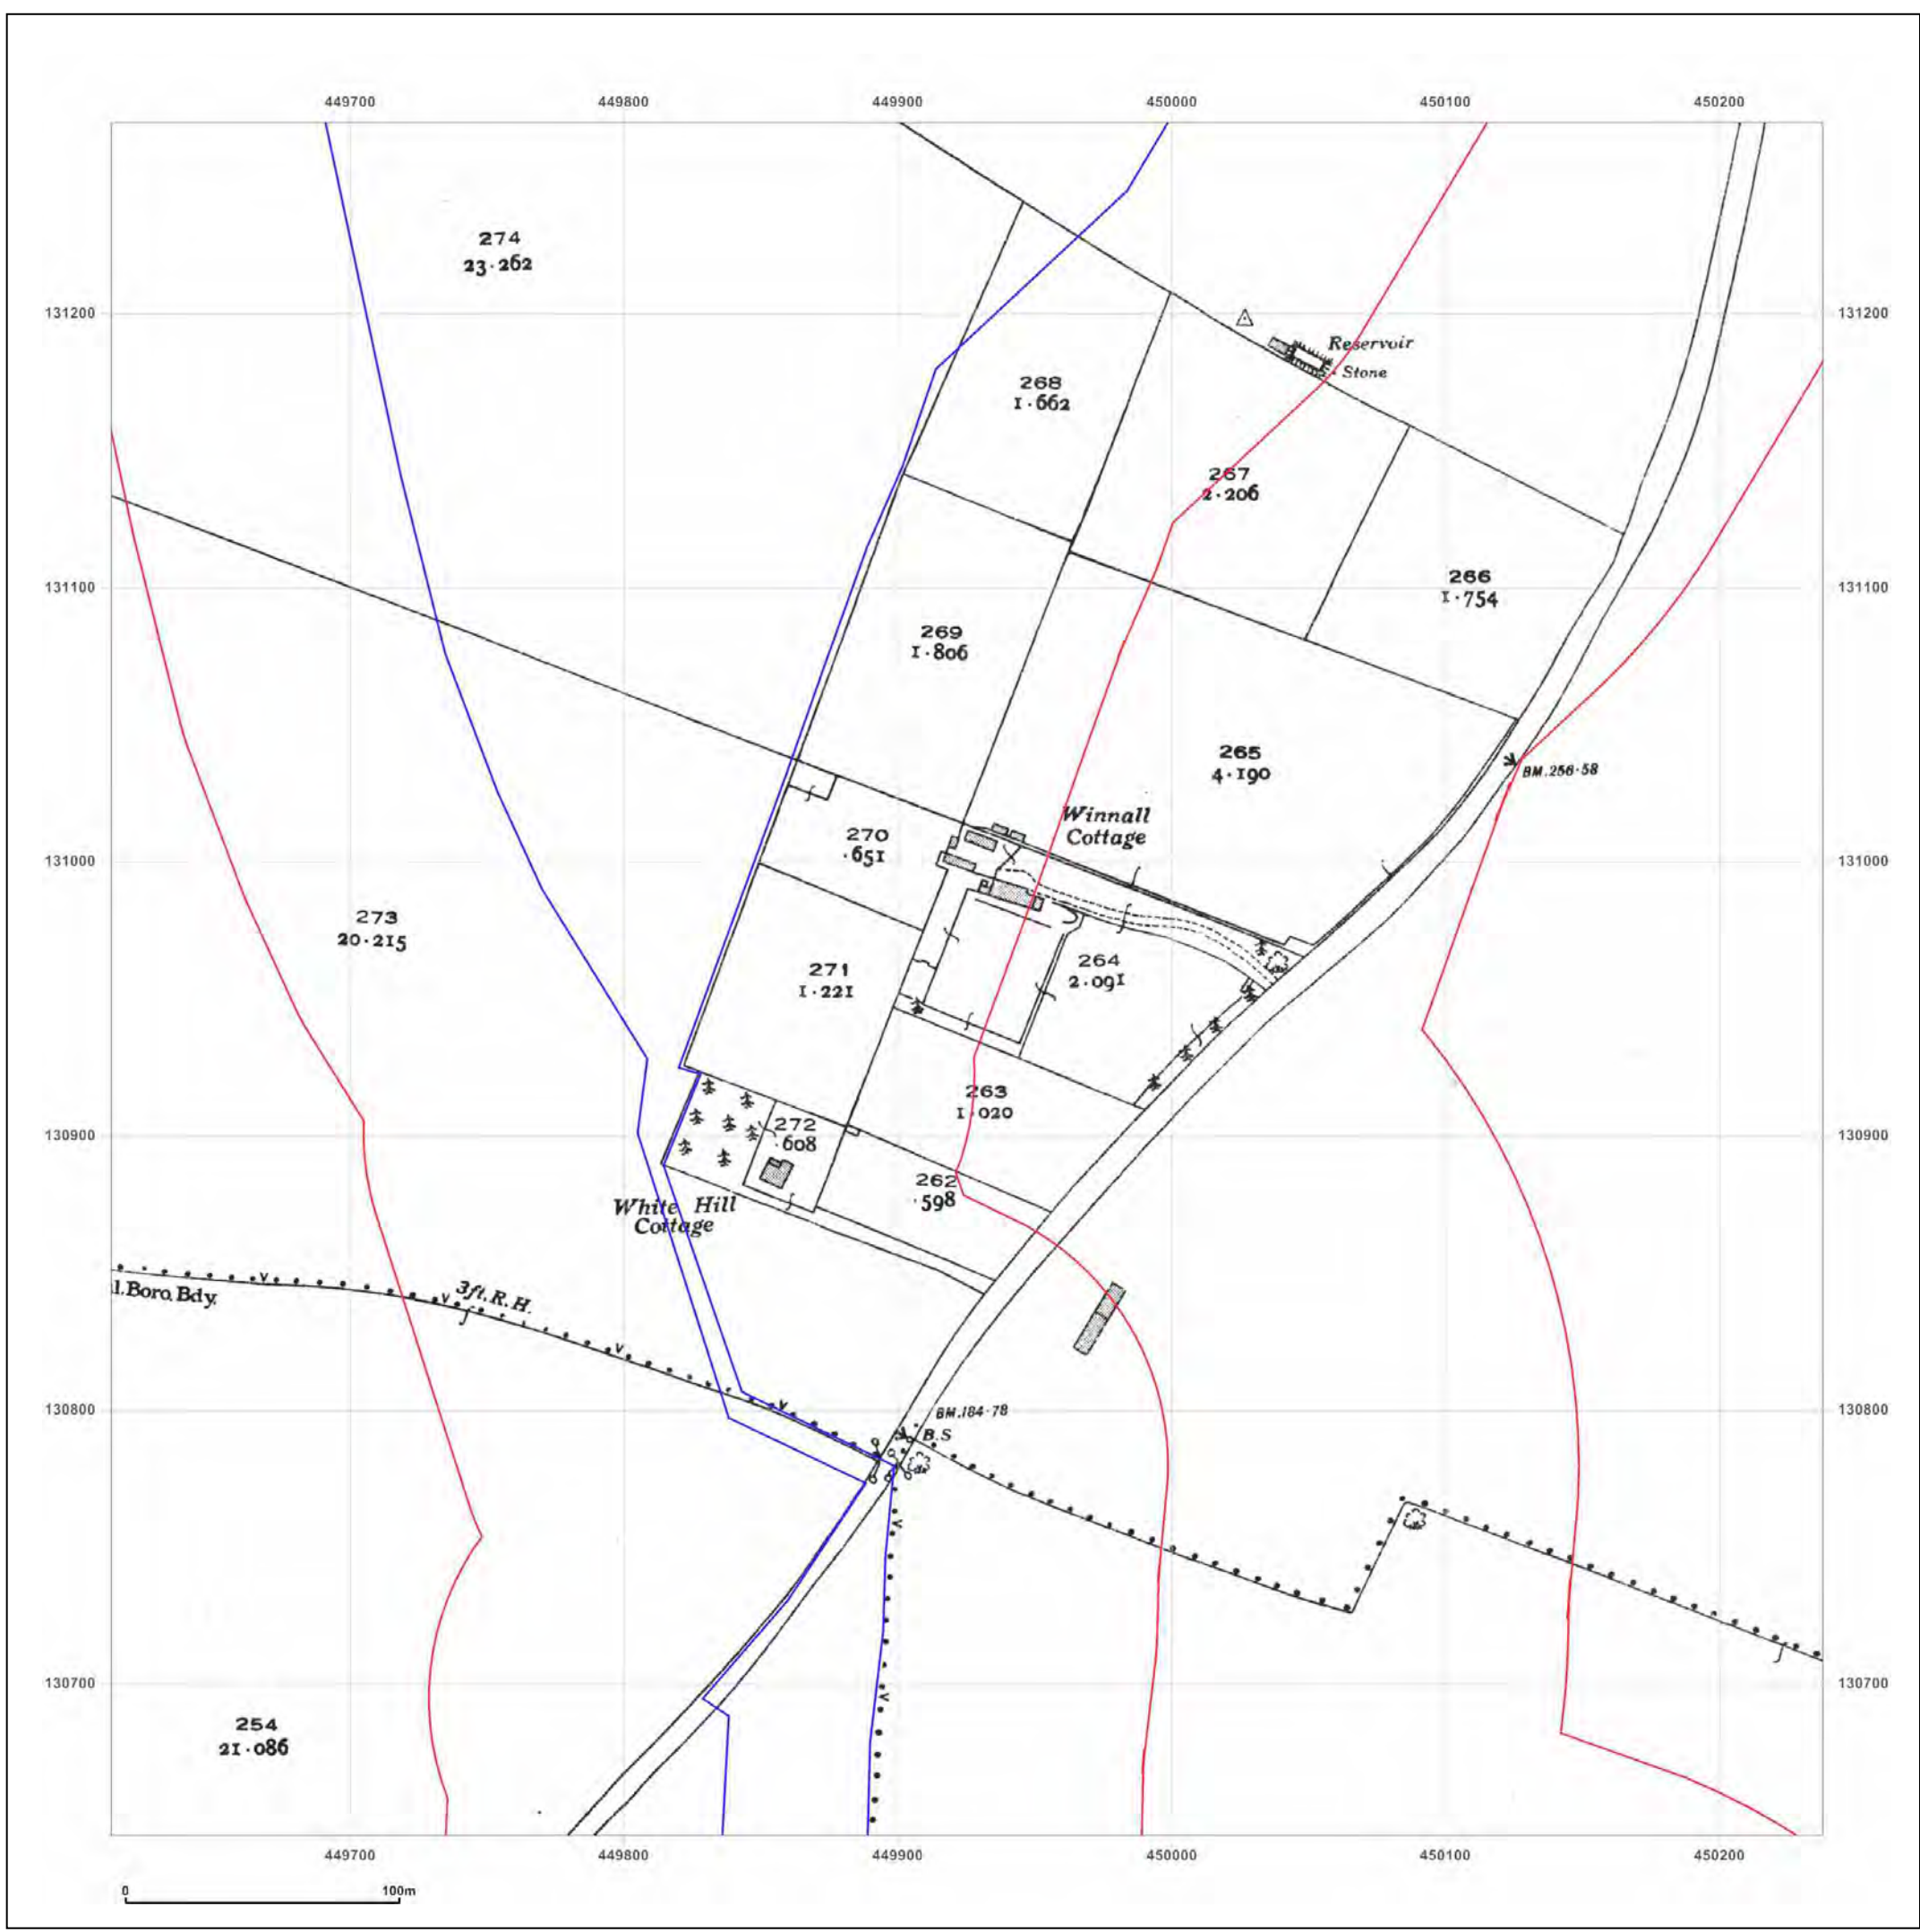 449700 449800 449900 450000 450100 450200
274
23·262
131200 131200
Reservoir
Stone
268
1·662
267
2·206
266
1·754
131100 131100
269
1·806
265
4·190
BM.256·58
Winnall
Cottage
270
·651
131000 131000
273
20·215
271
1·221
264
2·091
263
1·020
272
·608
130900 130900
262
·598
White Hill
Cottage
l.Boro.Bdy.
V
3ft.R.H.
V
V
V
130800 130800
BM.184·78
B.S
V
V
130700 130700
254
21·086
449700 449800 449900 450000 450100 450200
0 100m